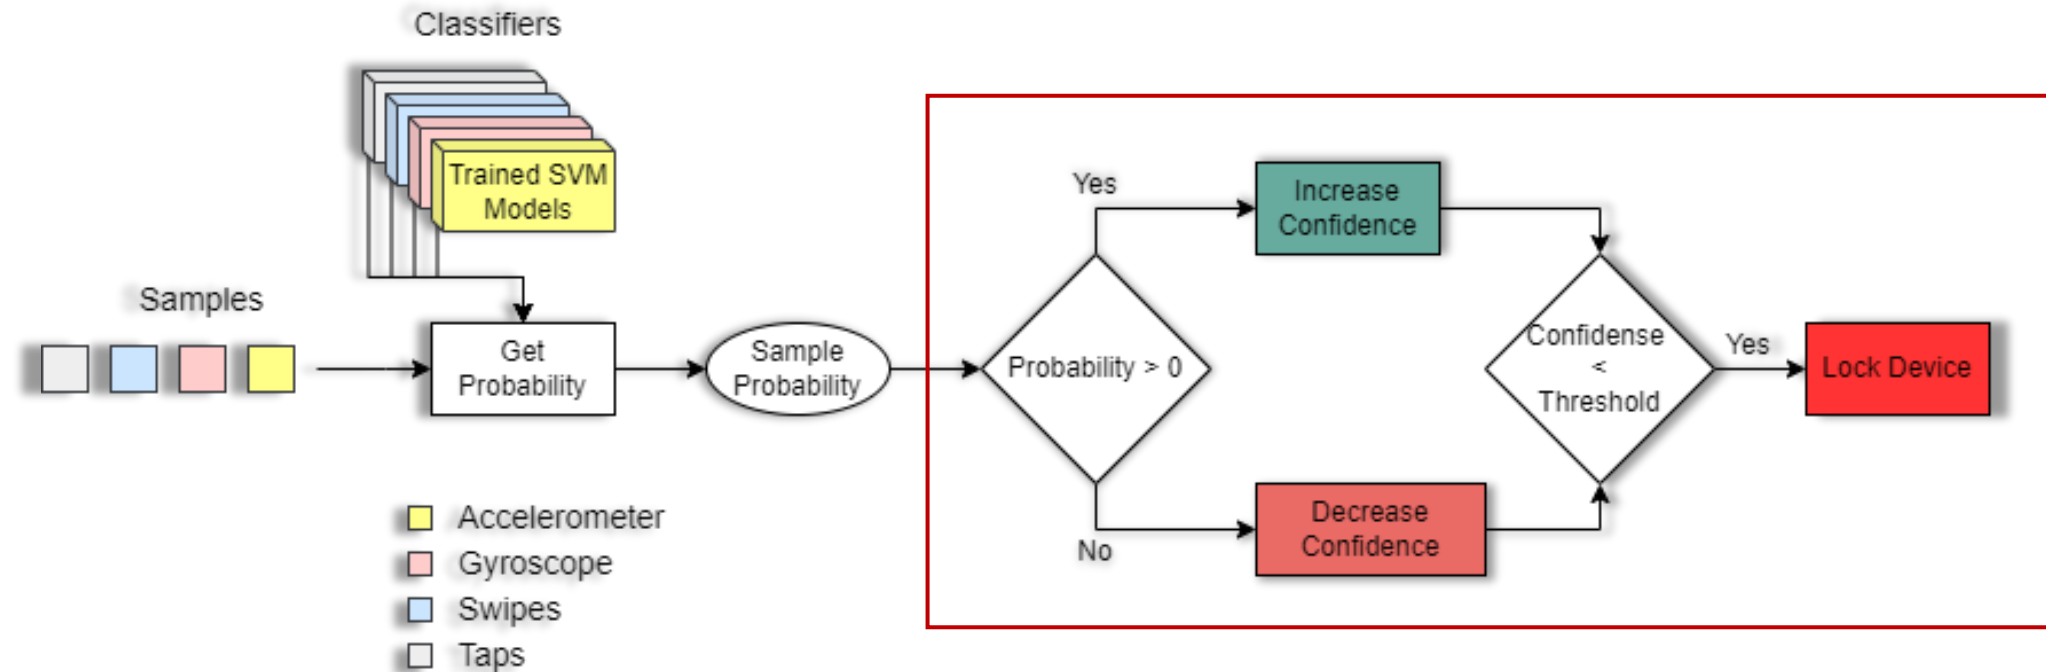 Classifiers
Trained SVM
Models
Samples
Get
Probability
Sample
Probability
Probability > 0
Yes
No
Increase
Confidence
Decrease
Confidence
Confidense
<
Threshold
Yes
Lock Device
Accelerometer
Gyroscope
Swipes
Taps